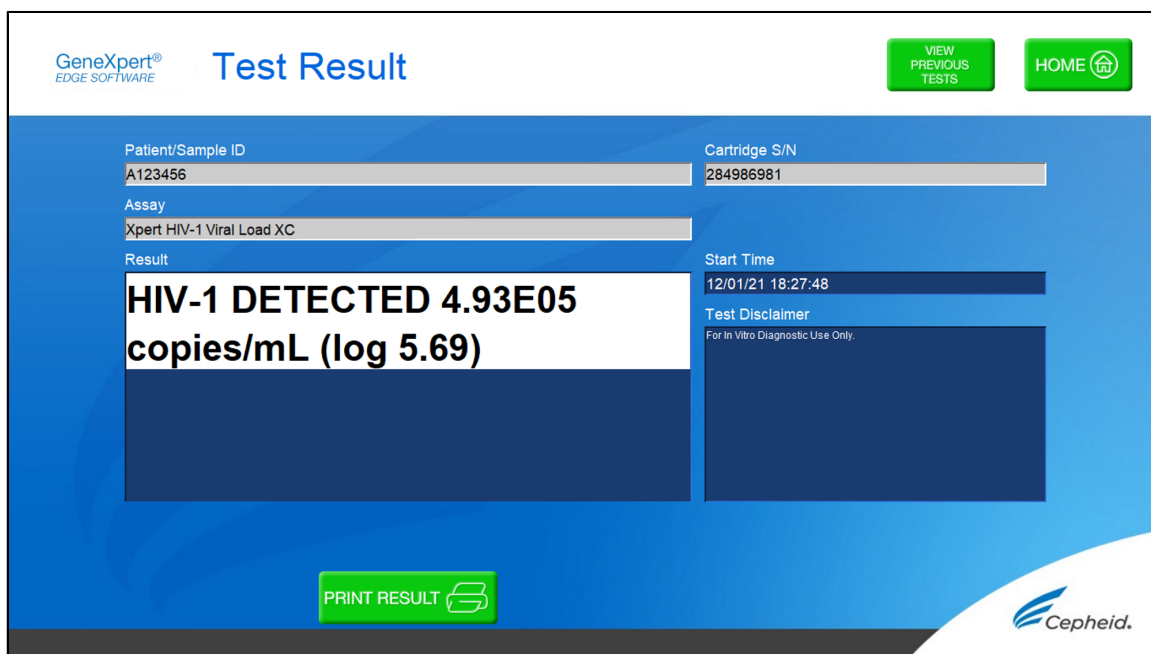 GeneXpert®
EDGE SOFTWARE
Test Result
VIEW
PREVIOUS
TESTS
HOME
Patient/Sample ID
A123456
Cartridge S/N
284986981
Assay
Xpert HIV-1 Viral Load XC
Result
HIV-1 DETECTED 4.93E05
copies/mL (log 5.69)
Start Time
12/01/21 18:27:48
Test Disclaimer
For In Vitro Diagnostic Use Only.
PRINT RESULT
Cepheid.